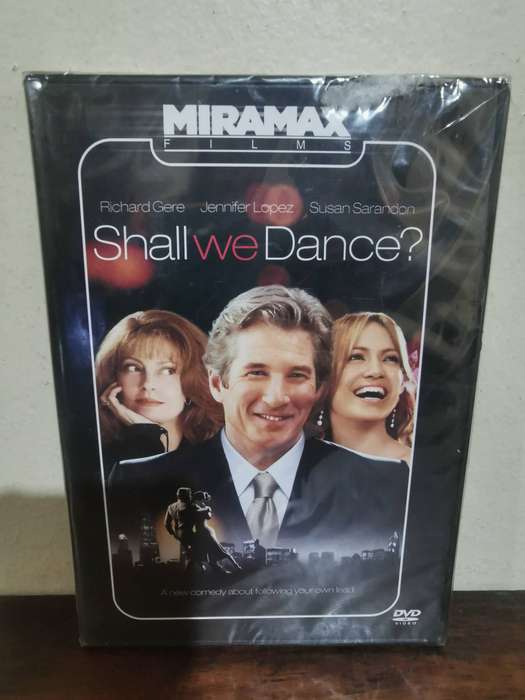 MIRAMAX
FILMS
Richard Gere Jennifer Lopez Susan Sarandon
Shall we Dance?
A new comedy about following your own lead.
DVD
VIDEO